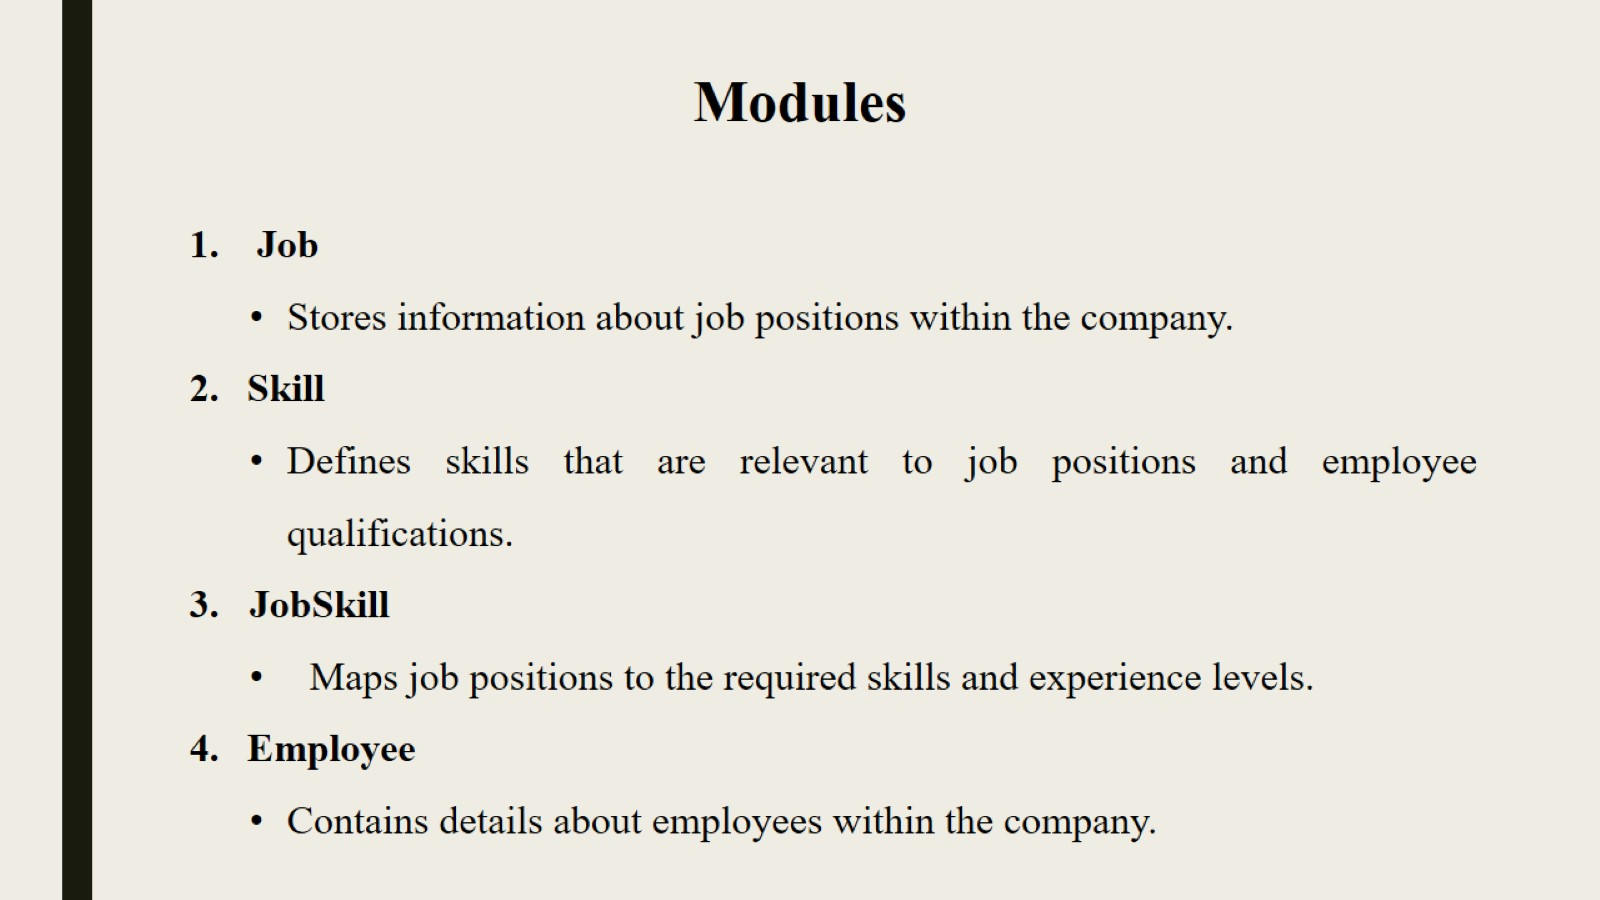 Modules
1. Job
• Stores information about job positions within the company.
2. Skill
• Defines skills that are relevant to job positions and employee
qualifications.
3. JobSkill
• Maps job positions to the required skills and experience levels.
4. Employee
• Contains details about employees within the company.